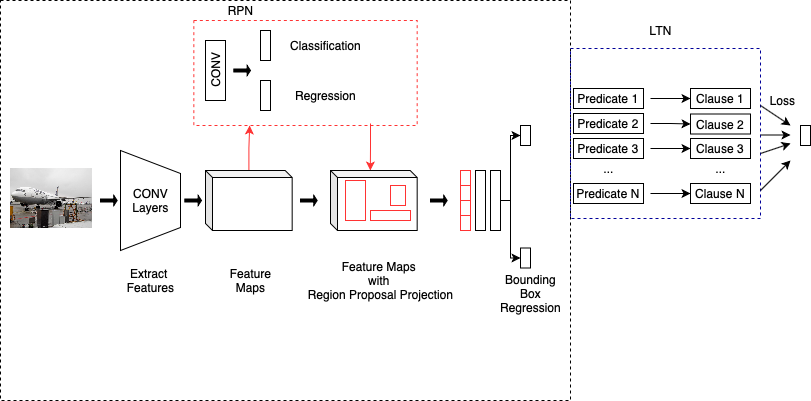 RPN
CONV
Classification
Regression
CONV
Layers
Extract
Features
Feature
Maps
Feature Maps
with
Region Proposal Projection
Bounding
Box
Regression
LTN
Predicate 1
Clause 1
Loss
Predicate 2
Clause 2
Predicate 3
Clause 3
...
...
Predicate N
Clause N